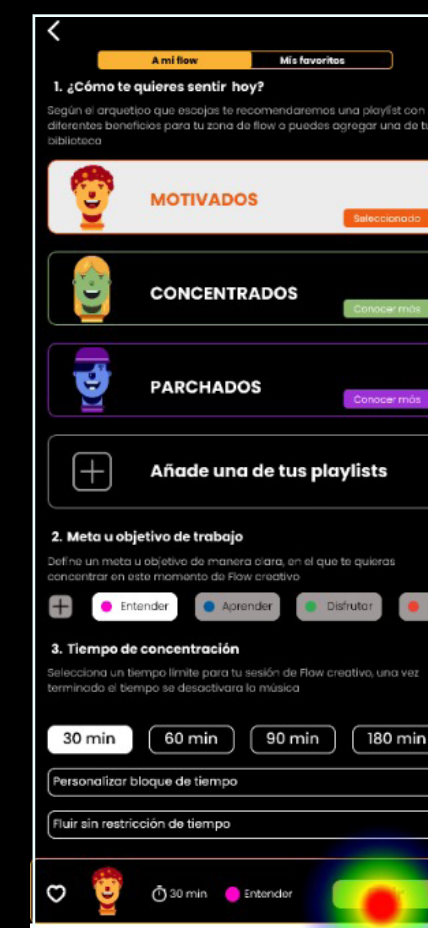 A mi flow
Mis favoritos
1. ¿Cómo te quieres sentir hoy?
Según el arquetipo que escojas te recomendaremos una playlist con
diferentes beneficios para tu zona de flow o puedes agregar una de tu
biblioteca
MOTIVADOS
Seleccionado
CONCENTRADOS
Conocer más
PARCHADOS
Conocer más
Añade una de tus playlists
2. Meta u objetivo de trabajo
Define un meta u objetivo de manera clara, en el que te quieras
concentrar en este momento de Flow creativo
Entender
Aprender
Disfrutar
3. Tiempo de concentración
Selecciona un tiempo límite para tu sesión de Flow creativo, una vez
terminado el tiempo se desactivara la música
30 min
60 min
90 min
180 min
Personalizar bloque de tiempo
Fluir sin restricción de tiempo
30 min
Entender